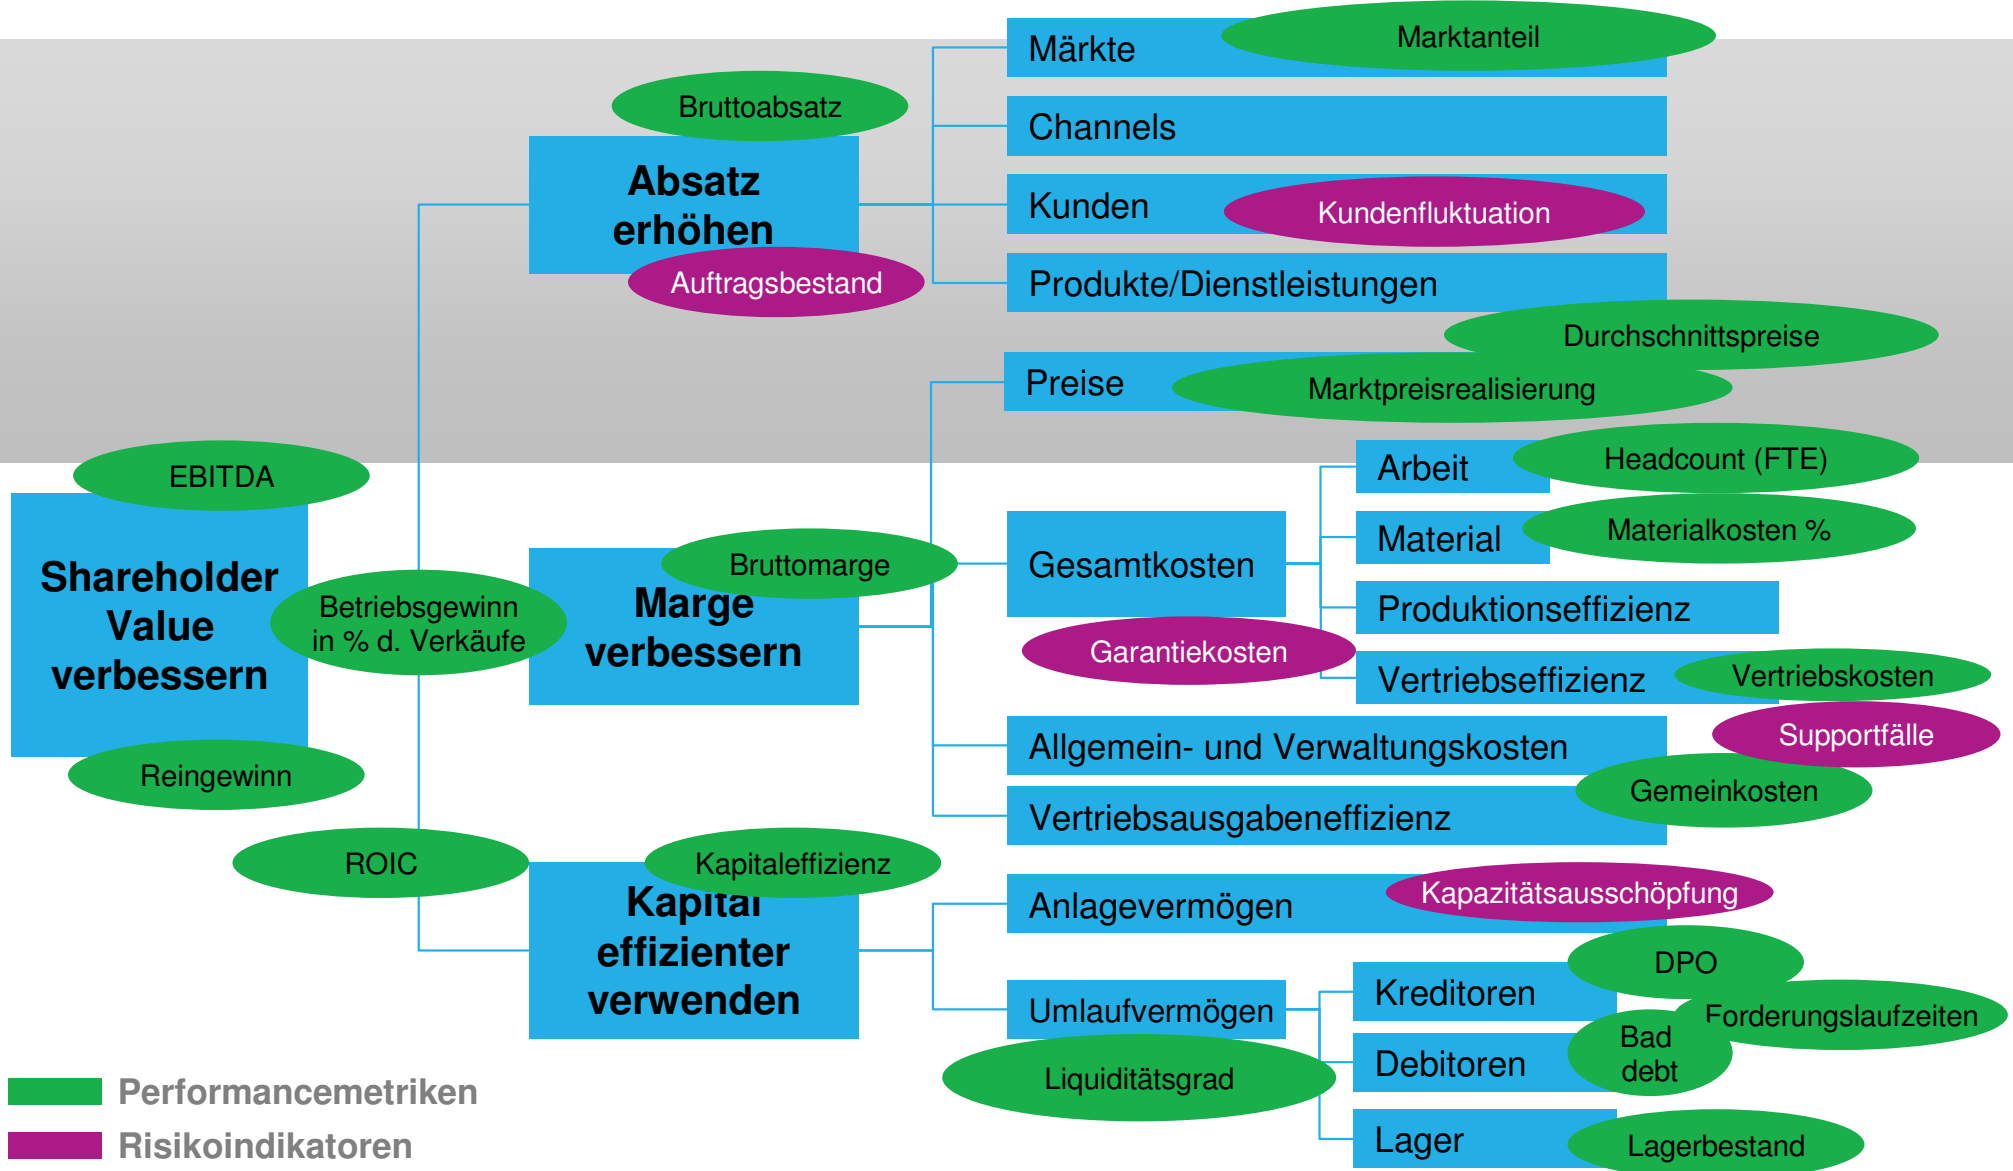 Märkte
Marktanteil
Bruttoabsatz
Channels
Absatz
erhöhen
Kunden
Kundenfluktuation
Auftragsbestand
Produkte/Dienstleistungen
Durchschnittspreise
Preise
Marktpreisrealisierung
EBITDA
Arbeit
Headcount (FTE)
Material
Materialkosten %
Shareholder
Value
verbessern
Betriebsgewinn
in % d. Verkäufe
Bruttomarge
Marge
verbessern
Gesamtkosten
Produktionseffizienz
Garantiekosten
Vertriebseffizienz
Vertriebskosten
Supportfälle
Allgemein- und Verwaltungskosten
Reingewinn
Gemeinkosten
Vertriebsausgabeneffizienz
ROIC
Kapitaleffizienz
Kapital
effizienter
verwenden
Anlagevermögen
Kapazitätsausschöpfung
Umlaufvermögen
Kreditoren
DPO
Forderungslaufzeiten
Liquiditätsgrad
Debitoren
Bad
debt
Lager
Lagerbestand
Performancemetriken
Risikoindikatoren